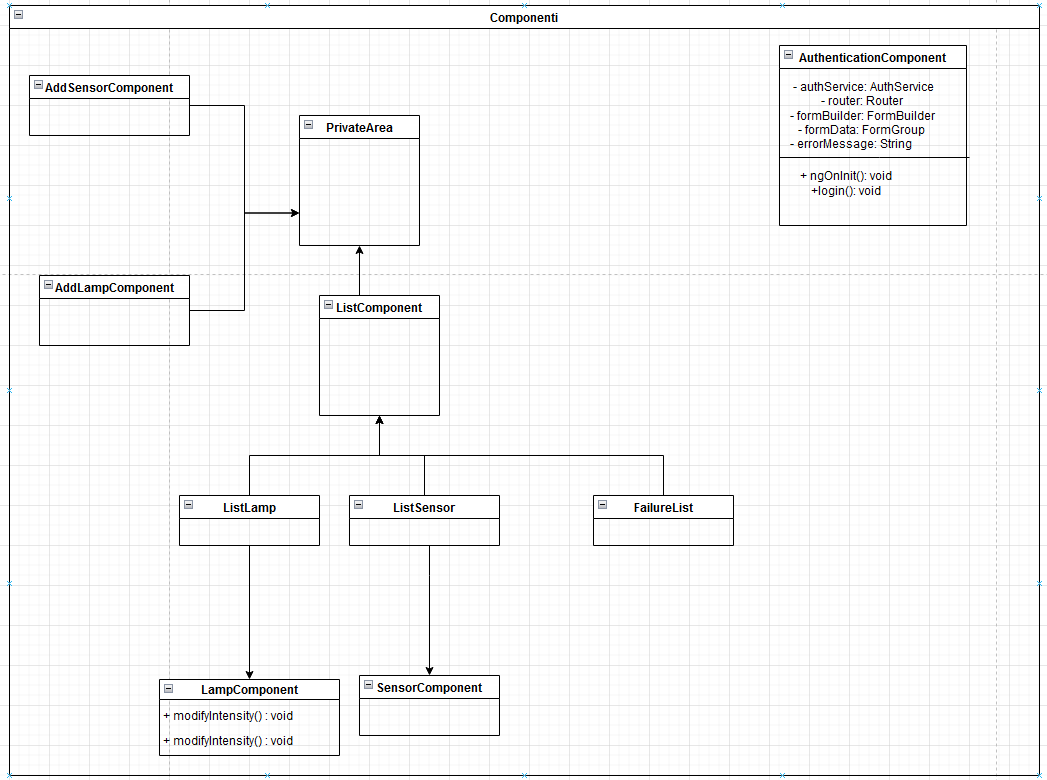 Componenti
AddSensorComponent
PrivateArea
AuthenticationComponent
- authService: AuthService
- router: Router
- formBuilder: FormBuilder
- formData: FormGroup
- errorMessage: String
+ ngOnInit(): void
+login(): void
AddLampComponent
ListComponent
ListLamp
ListSensor
FailureList
LampComponent
+ modifyIntensity() : void
+ modifyIntensity() : void
SensorComponent